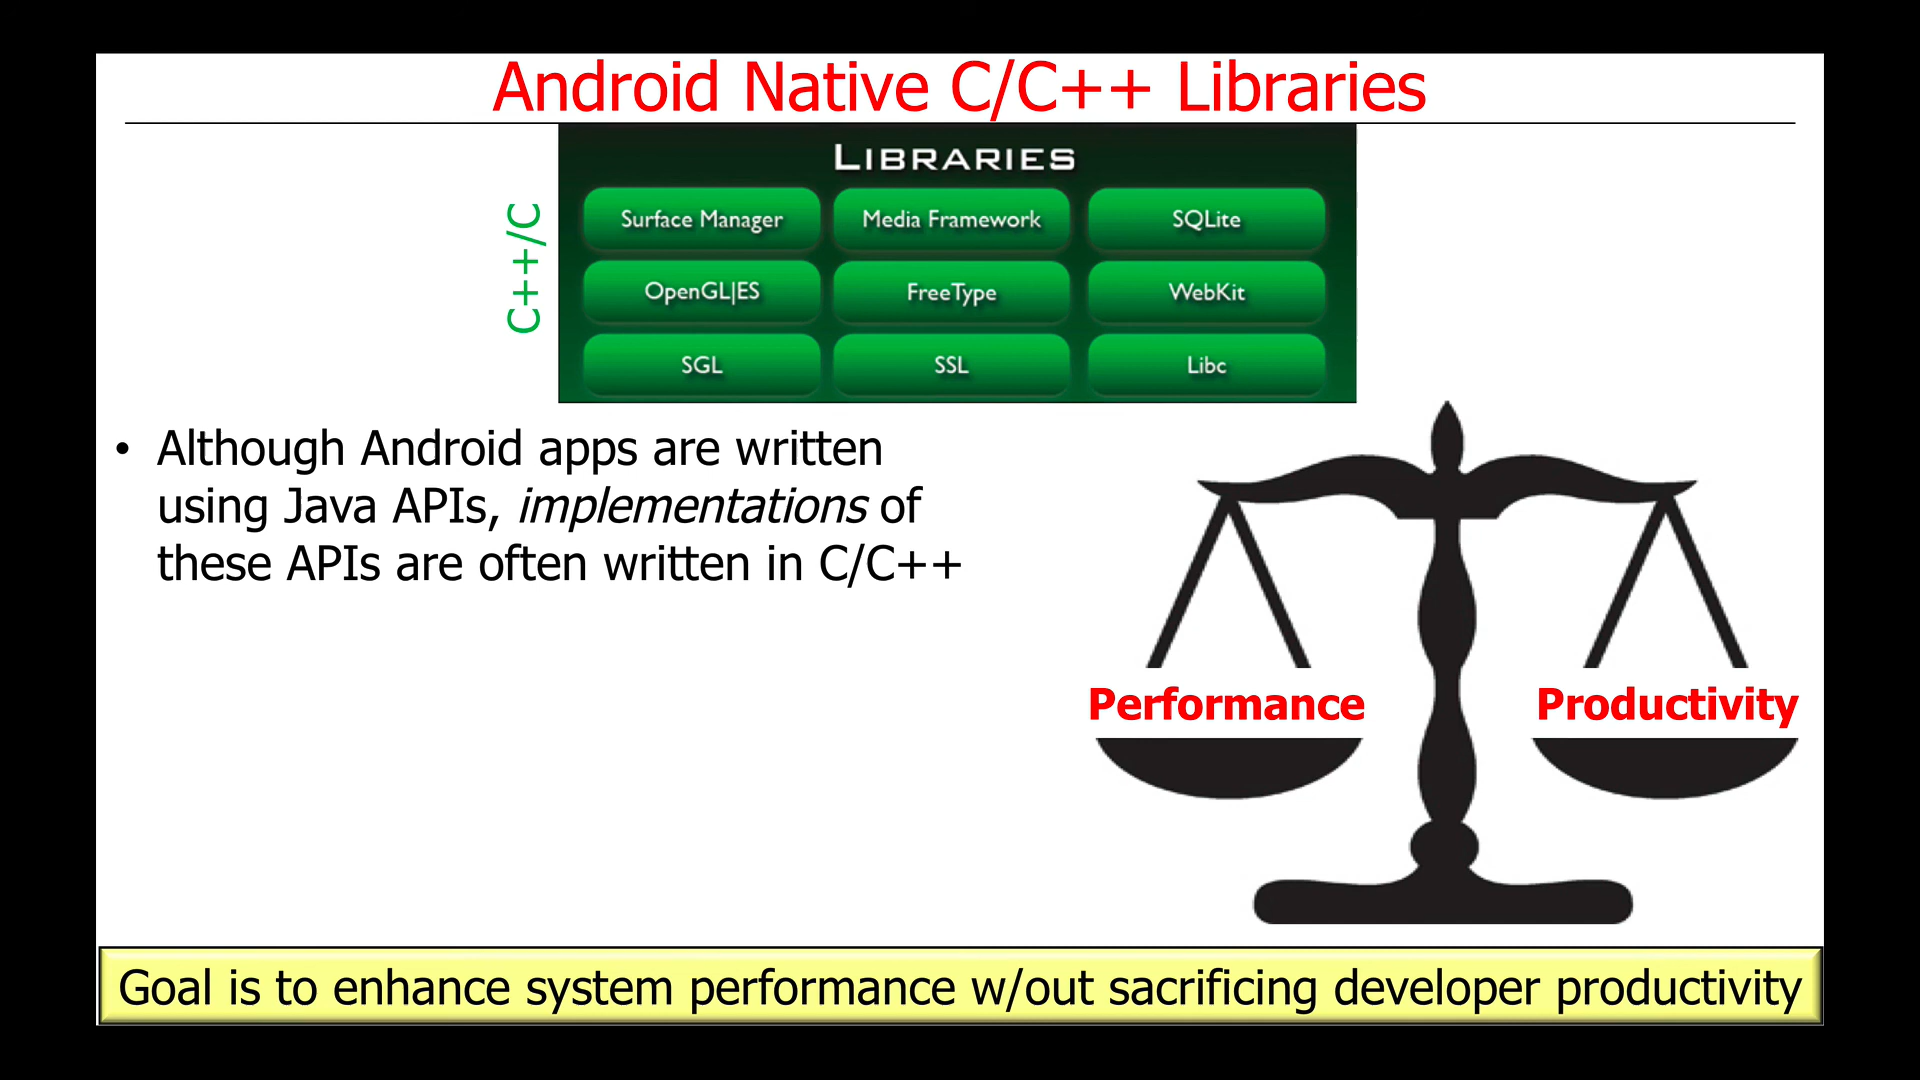 Android Native C/C++ Libraries
LIBRARIES
C++/C
Surface Manager
Media Framework
SQLite
OpenGL|ES
FreeType
WebKit
SGL
SSL
Libc
• Although Android apps are written
using Java APIs, implementations of
these APIs are often written in C/C++
Performance
Productivity
Goal is to enhance system performance w/out sacrificing developer productivity